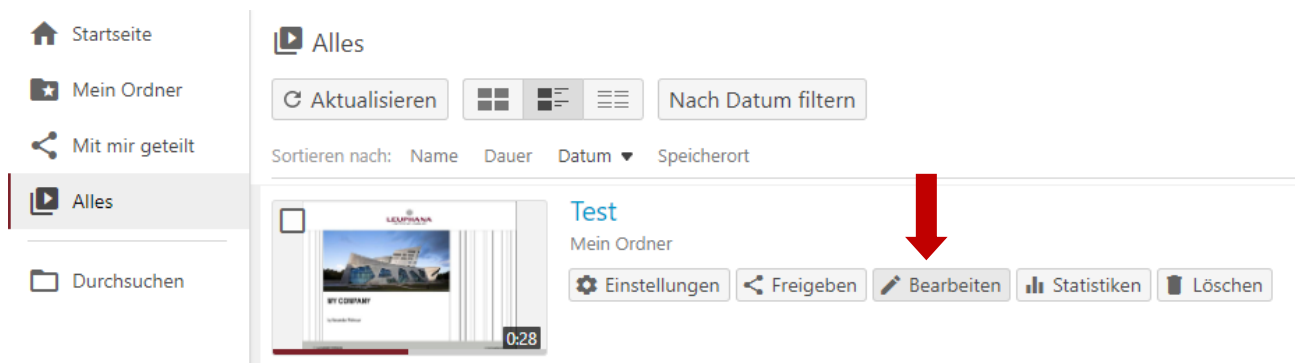 Startseite
Mein Ordner
Mit mir geteilt
Alles
Durchsuchen
Alles
Aktualisieren
Nach Datum filtern
Sortieren nach: Name Dauer Datum Speicherort
LEUPHANA
MY COMPANY
0:28
Test
Mein Ordner
Einstellungen Freigeben Bearbeiten Statistiken Löschen